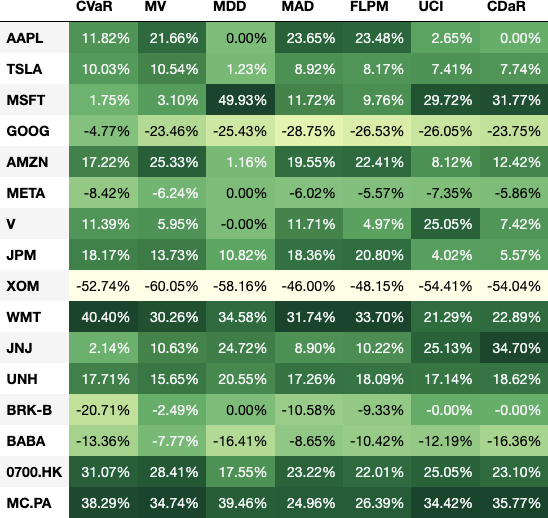 CVaR MV MDD MAD FLPM UCI CDaR
AAPL 11.82% 21.66% 0.00% 23.65% 23.48% 2.65% 0.00%
TSLA 10.03% 10.54% 1.23% 8.92% 8.17% 7.41% 7.74%
MSFT 1.75% 3.10% 49.93% 11.72% 9.76% 29.72% 31.77%
GOOG -4.77% -23.46% -25.43% -28.75% -26.53% -26.05% -23.75%
AMZN 17.22% 25.33% 1.16% 19.55% 22.41% 8.12% 12.42%
META -8.42% -6.24% 0.00% -6.02% -5.57% -7.35% -5.86%
V 11.39% 5.95% -0.00% 11.71% 4.97% 25.05% 7.42%
JPM 18.17% 13.73% 10.82% 18.36% 20.80% 4.02% 5.57%
XOM -52.74% -60.05% -58.16% -46.00% -48.15% -54.41% -54.04%
WMT 40.40% 30.26% 34.58% 31.74% 33.70% 21.29% 22.89%
JNJ 2.14% 10.63% 24.72% 8.90% 10.22% 25.13% 34.70%
UNH 17.71% 15.65% 20.55% 17.26% 18.09% 17.14% 18.62%
BRK-B -20.71% -2.49% 0.00% -10.58% -9.33% -0.00% -0.00%
BABA -13.36% -7.77% -16.41% -8.65% -10.42% -12.19% -16.36%
0700.HK 31.07% 28.41% 17.55% 23.22% 22.01% 25.05% 23.10%
MC.PA 38.29% 34.74% 39.46% 24.96% 26.39% 34.42% 35.77%